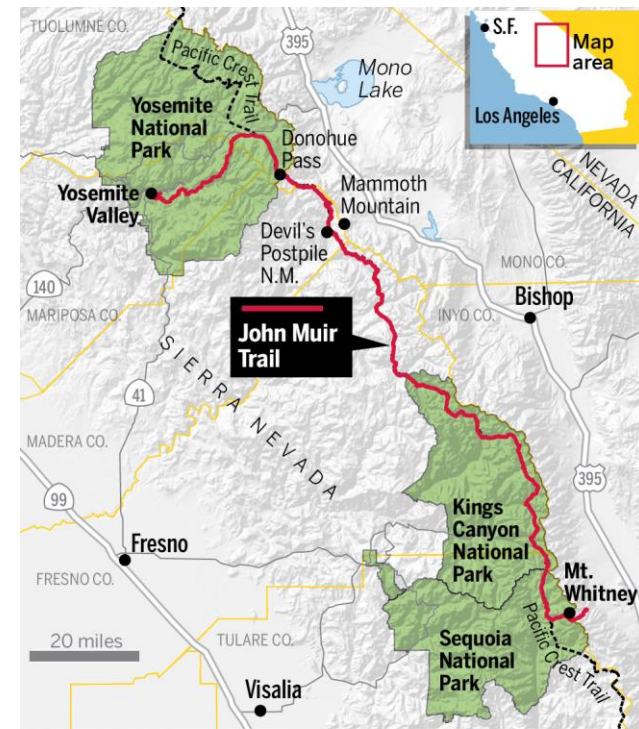 TUOLUMNE CO.
Pacific Crest
Trail
395
Mono
Lake
S.F.
Map
area
Los Angeles
NEVADA
CALIFORNIA
Yosemite
National
Park
Donohue
Pass
Yosemite
Valley
Mammoth
Mountain
Devil's
Postpile
N.M.
MONO CO.
140
MARIPOSA CO.
Bishop
INYO CO.
John Muir
Trail
SIERRA NEVADA
41
MADERA CO.
99
395
Kings
Canyon
National
Park
Fresno
FRESNO CO.
Mt.
Whitney
20 miles
TULARE CO.
Sequoia
National
Park
Pacific Crest Trail
Visalia